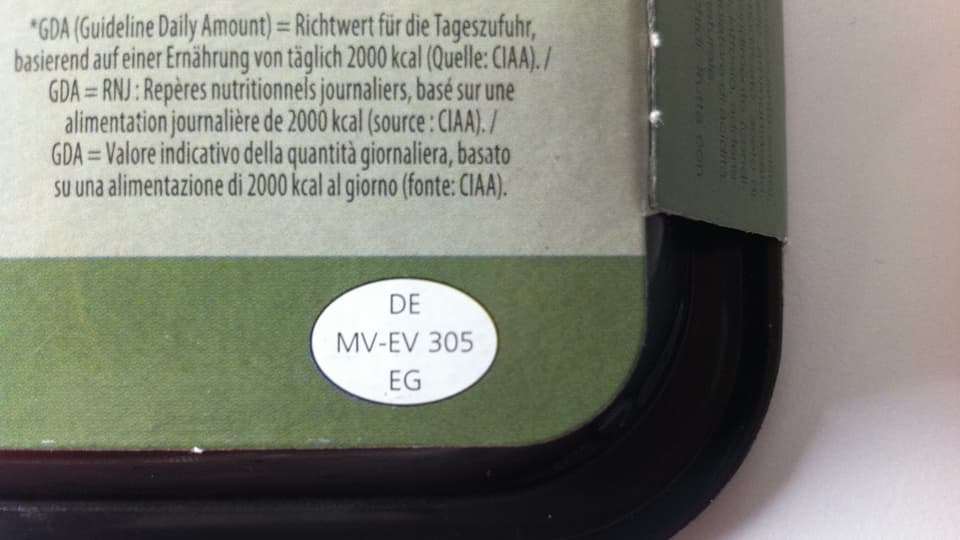 *GDA (Guideline Daily Amount) = Richtwert für die Tageszufuhr,
basierend auf einer Ernährung von täglich 2000 kcal (Quelle: CIAA). /
GDA = RNJ : Repères nutritionnels journaliers, basé sur une
alimentation journalière de 2000 kcal (source : CIAA). /
GDA = Valore indicativo della quantità giornaliera, basato
su una alimentazione di 2000 kcal al giorno (fonte: CIAA).
DE
MV-EV 305
EG